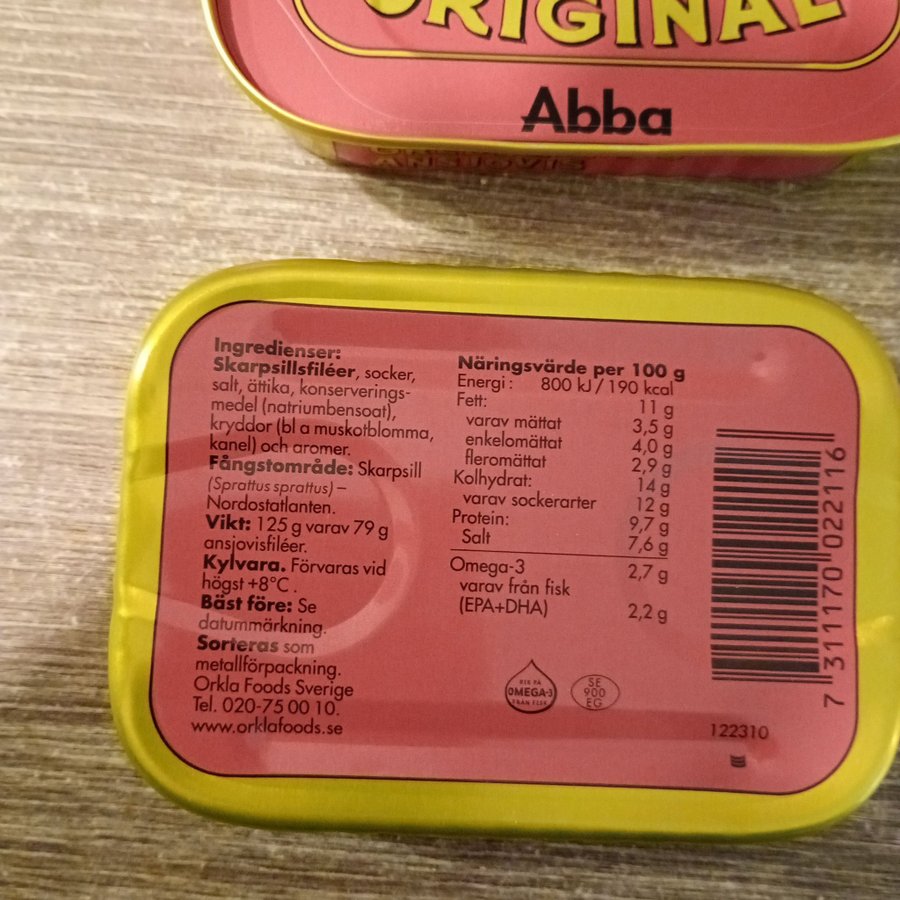 ORIGINAL
Abba
ANSJOVIS
Ingredienser:
Skarpsillsfiléer, socker,
salt, ättika, konserverings-
medel (natriumbensoat),
kryddor (bl a muskotblomma,
kanel) och aromer.
Fångstområde: Skarpsill
(Sprattus sprattus) –
Nordostatlanten.
Vikt: 125 g varav 79 g
ansjovisfiléer.
Kylvara. Förvaras vid
högst +8°C.
Bäst före: Se
datummärkning.
Sorteras som
metallförpackning.
Orkla Foods Sverige
Tel. 020-75 00 10.
www.orklafoods.se
Näringsvärde per 100 g
Energi: 800 kJ / 190 kcal
Fett: 11 g
varav mättat 3,5 g
enkelomättat 4,0 g
fleromättat 2,9 g
Kolhydrat: 14 g
varav sockerarter 12 g
Protein: 9,7 g
Salt 7,6 g
Omega-3 2,7 g
varav från fisk
(EPA+DHA) 2,2 g
RIK PÅ
OMEGA-3
FRÅN FISK
SE
900
EG
7 311170 022116
122310